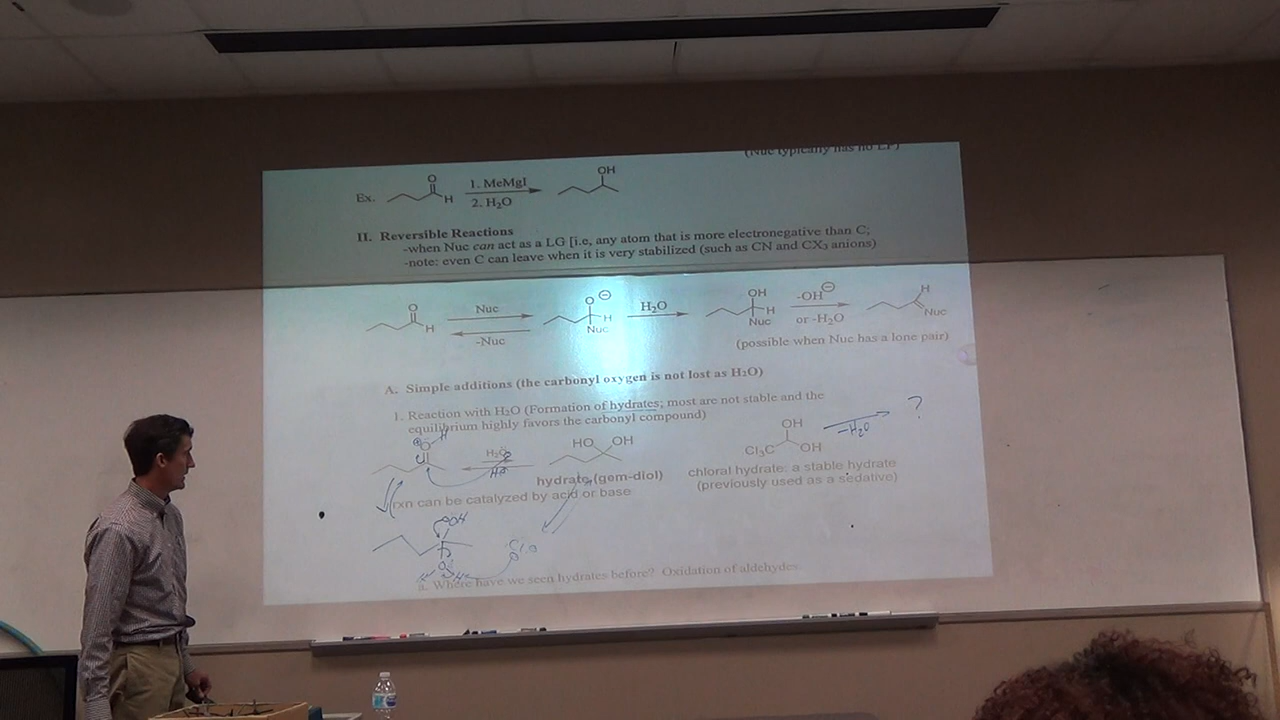 (Nuc typically has no LP)
O
OH
Ex.
H
1. MeMgI
2. H₂O
II. Reversible Reactions
-when Nuc can act as a LG [i.e, any atom that is more electronegative than C;
-note: even C can leave when it is very stabilized (such as CN and CX₃ anions)
O
H
Nuc
-Nuc
O ⊖
H
Nuc
H₂O
OH
H
Nuc
-OH⊖
or -H₂O
H
Nuc
(possible when Nuc has a lone pair)
A. Simple additions (the carbonyl oxygen is not lost as H₂O)
1. Reaction with H₂O (Formation of hydrates; most are not stable and the
equilibrium highly favors the carbonyl compound)
H₂O
HO OH
hydrate (gem-diol)
OH
Cl₃C OH
-H₂O
?
chloral hydrate: a stable hydrate
(previously used as a sedative)
rxn can be catalyzed by acid or base
OH
a. Where have we seen hydrates before? Oxidation of aldehydes